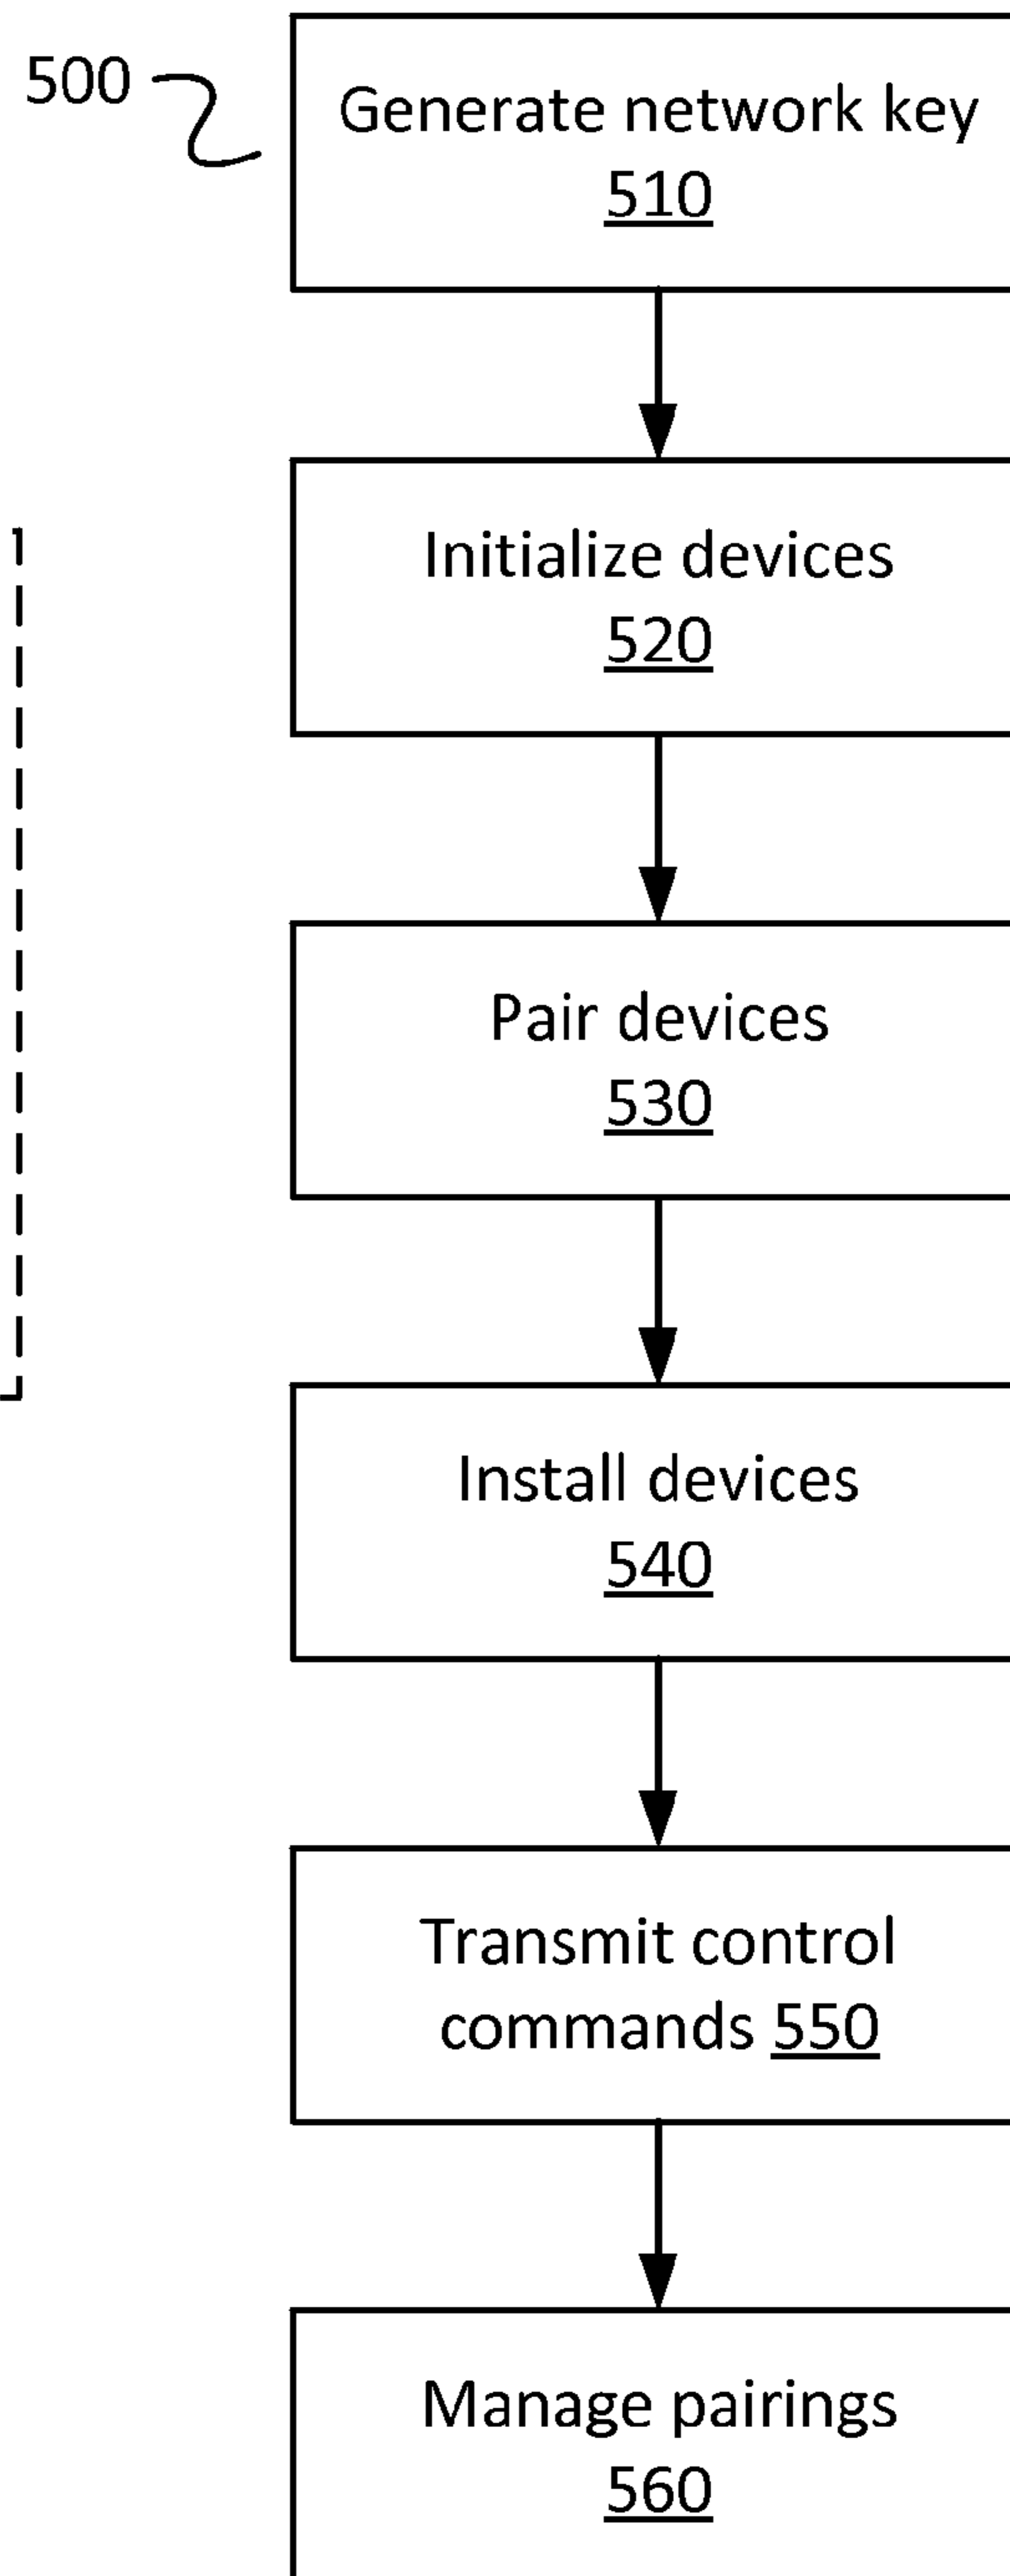 500
Generate network key
510
Initialize devices
520
Pair devices
530
Install devices
540
Transmit control
commands 550
Manage pairings
560